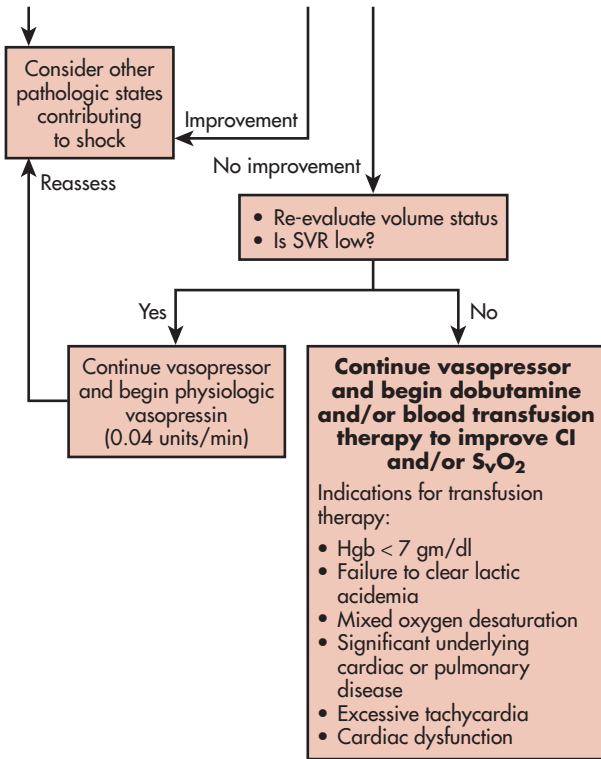 Consider other
pathologic states
contributing
to shock
Improvement
No improvement
Reassess
• Re-evaluate volume status
• Is SVR low?
Yes
No
Continue vasopressor
and begin physiologic
vasopressin
(0.04 units/min)
Continue vasopressor
and begin dobutamine
and/or blood transfusion
therapy to improve CI
and/or SvO2
Indications for transfusion
therapy:
• Hgb < 7 gm/dl
• Failure to clear lactic
acidemia
• Mixed oxygen desaturation
• Significant underlying
cardiac or pulmonary
disease
• Excessive tachycardia
• Cardiac dysfunction